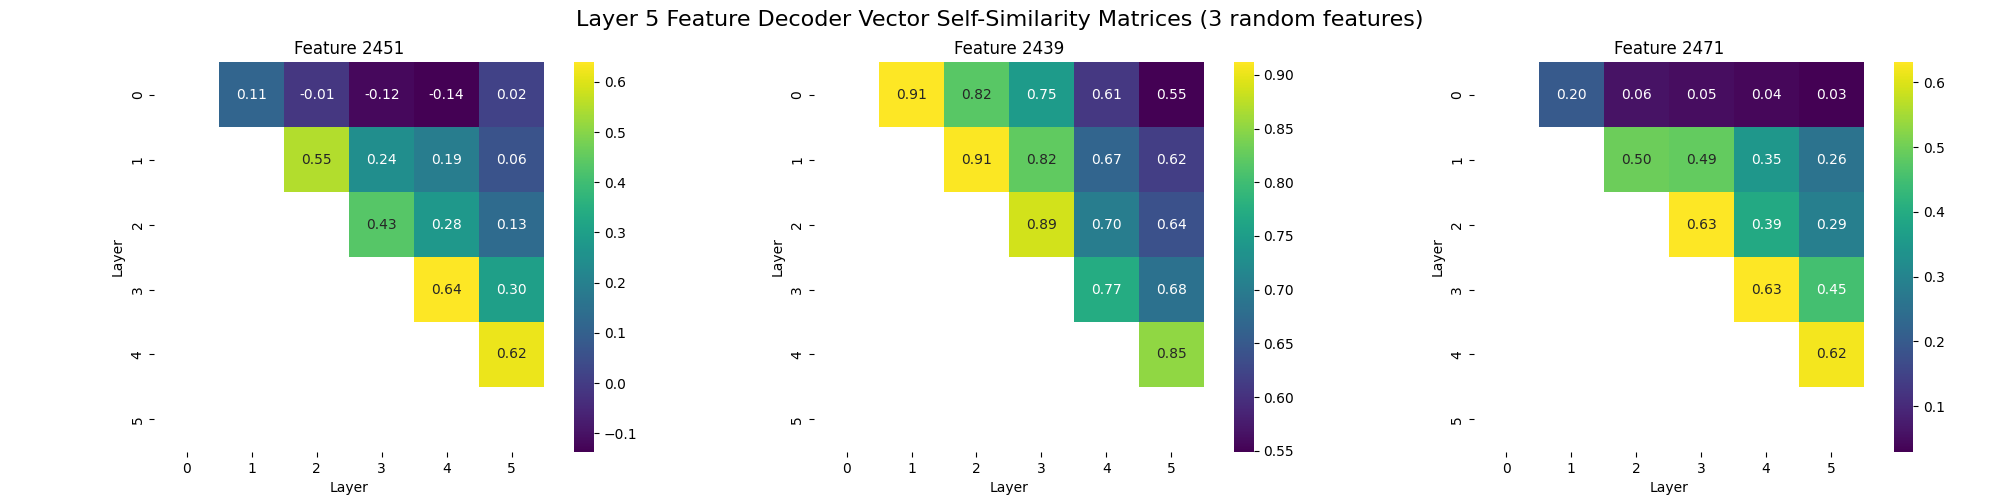 Layer 5 Feature Decoder Vector Self-Similarity Matrices (3 random features)
Feature 2451
0.11 -0.01 -0.12 -0.14 0.02
0.55 0.24 0.19 0.06
0.43 0.28 0.13
0.64 0.30
0.62
0
1
2
3
4
5
Layer
0 1 2 3 4 5
Layer
0.6
0.5
0.4
0.3
0.2
0.1
0.0
−0.1
Feature 2439
0.91 0.82 0.75 0.61 0.55
0.91 0.82 0.67 0.62
0.89 0.70 0.64
0.77 0.68
0.85
0
1
2
3
4
5
Layer
0 1 2 3 4 5
Layer
0.90
0.85
0.80
0.75
0.70
0.65
0.60
0.55
Feature 2471
0.20 0.06 0.05 0.04 0.03
0.50 0.49 0.35 0.26
0.63 0.39 0.29
0.63 0.45
0.62
0
1
2
3
4
5
Layer
0 1 2 3 4 5
Layer
0.6
0.5
0.4
0.3
0.2
0.1